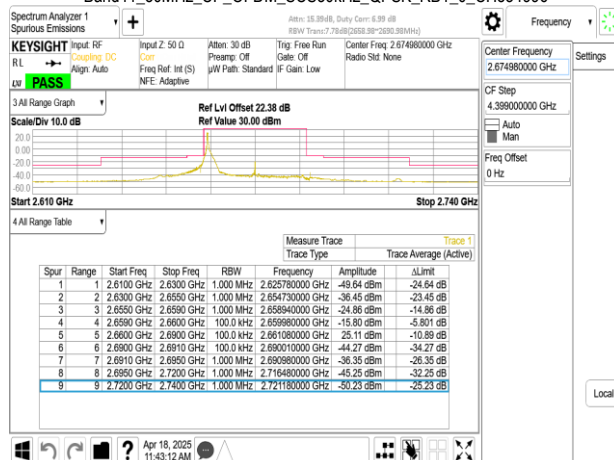 Spectrum Analyzer 1
Spurious Emissions
Attn: 15.39dB, Duty Corr: 6.99 dB
RBW Trans:7.78dB(2658.98~2690.98MHz)
Frequency
Settings
KEYSIGHT
RL
LXI PASS
Input: RF
Coupling: DC
Align: Auto
Input Z: 50 Ω
Corr
Freq Ref: Int (S)
NFE: Adaptive
Atten: 30 dB
Preamp: Off
µW Path: Standard
Trig: Free Run
Gate: Off
IF Gain: Low
Center Freq: 2.674980000 GHz
Radio Std: None
Center Frequency
2.674980000 GHz
CF Step
4.399000000 GHz
Auto
Man
Freq Offset
0 Hz
3 All Range Graph
Scale/Div 10.0 dB
Ref Lvl Offset 22.38 dB
Ref Value 30.00 dBm
20.0
0.00
-20.0
-40.0
-60.0
Start 2.610 GHz
Stop 2.740 GHz
4 All Range Table
Measure Trace Trace 1
Trace Type Trace Average (Active)
Spur Range Start Freq Stop Freq RBW Frequency Amplitude ΔLimit
1 1 2.6100 GHz 2.6300 GHz 1.000 MHz 2.625780000 GHz -49.64 dBm -24.64 dB
2 2 2.6300 GHz 2.6550 GHz 1.000 MHz 2.654730000 GHz -36.45 dBm -23.45 dB
3 3 2.6550 GHz 2.6590 GHz 1.000 MHz 2.658940000 GHz -24.86 dBm -14.86 dB
4 4 2.6590 GHz 2.6600 GHz 100.0 kHz 2.659980000 GHz -15.80 dBm -5.801 dB
5 5 2.6600 GHz 2.6900 GHz 100.0 kHz 2.661080000 GHz 25.11 dBm -10.89 dB
6 6 2.6900 GHz 2.6910 GHz 100.0 kHz 2.690010000 GHz -44.27 dBm -34.27 dB
7 7 2.6910 GHz 2.6950 GHz 1.000 MHz 2.690980000 GHz -36.35 dBm -26.35 dB
8 8 2.6950 GHz 2.7200 GHz 1.000 MHz 2.716480000 GHz -45.25 dBm -32.25 dB
9 9 2.7200 GHz 2.7400 GHz 1.000 MHz 2.721180000 GHz -50.23 dBm -25.23 dB
Local
Apr 18, 2025
11:43:12 AM